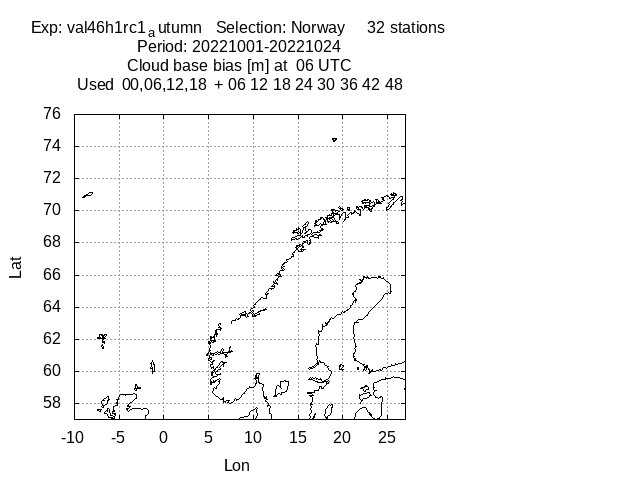 Exp: val46h1rc1_a utumn   Selection: Norway     32 stations
Period: 20221001-20221024
Cloud base bias [m] at  06 UTC
Used  00,06,12,18  + 06 12 18 24 30 36 42 48
76
74
72
70
68
66
64
62
60
58
Lat
-10 -5 0 5 10 15 20 25
Lon